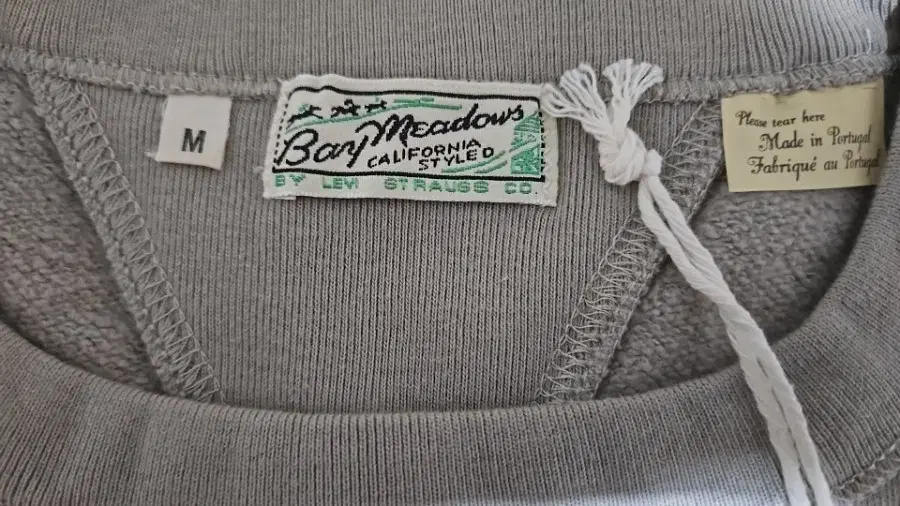 M
Bay Meadows
CALIFORNIA
STYLED
BY LEVI STRAUSS CO.
Please tear here
Made in Portugal
Fabriqué au Portugal